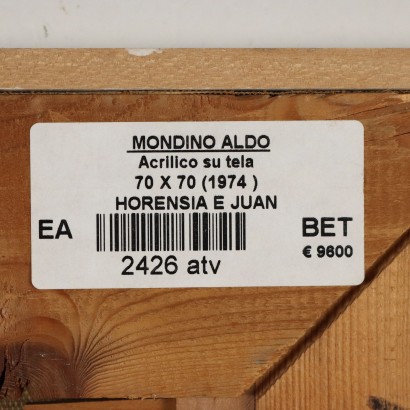 MONDINO ALDO
Acrilico su tela
70 X 70 (1974 )
HORENSIA E JUAN
EA
BET
€ 9600
2426 atv